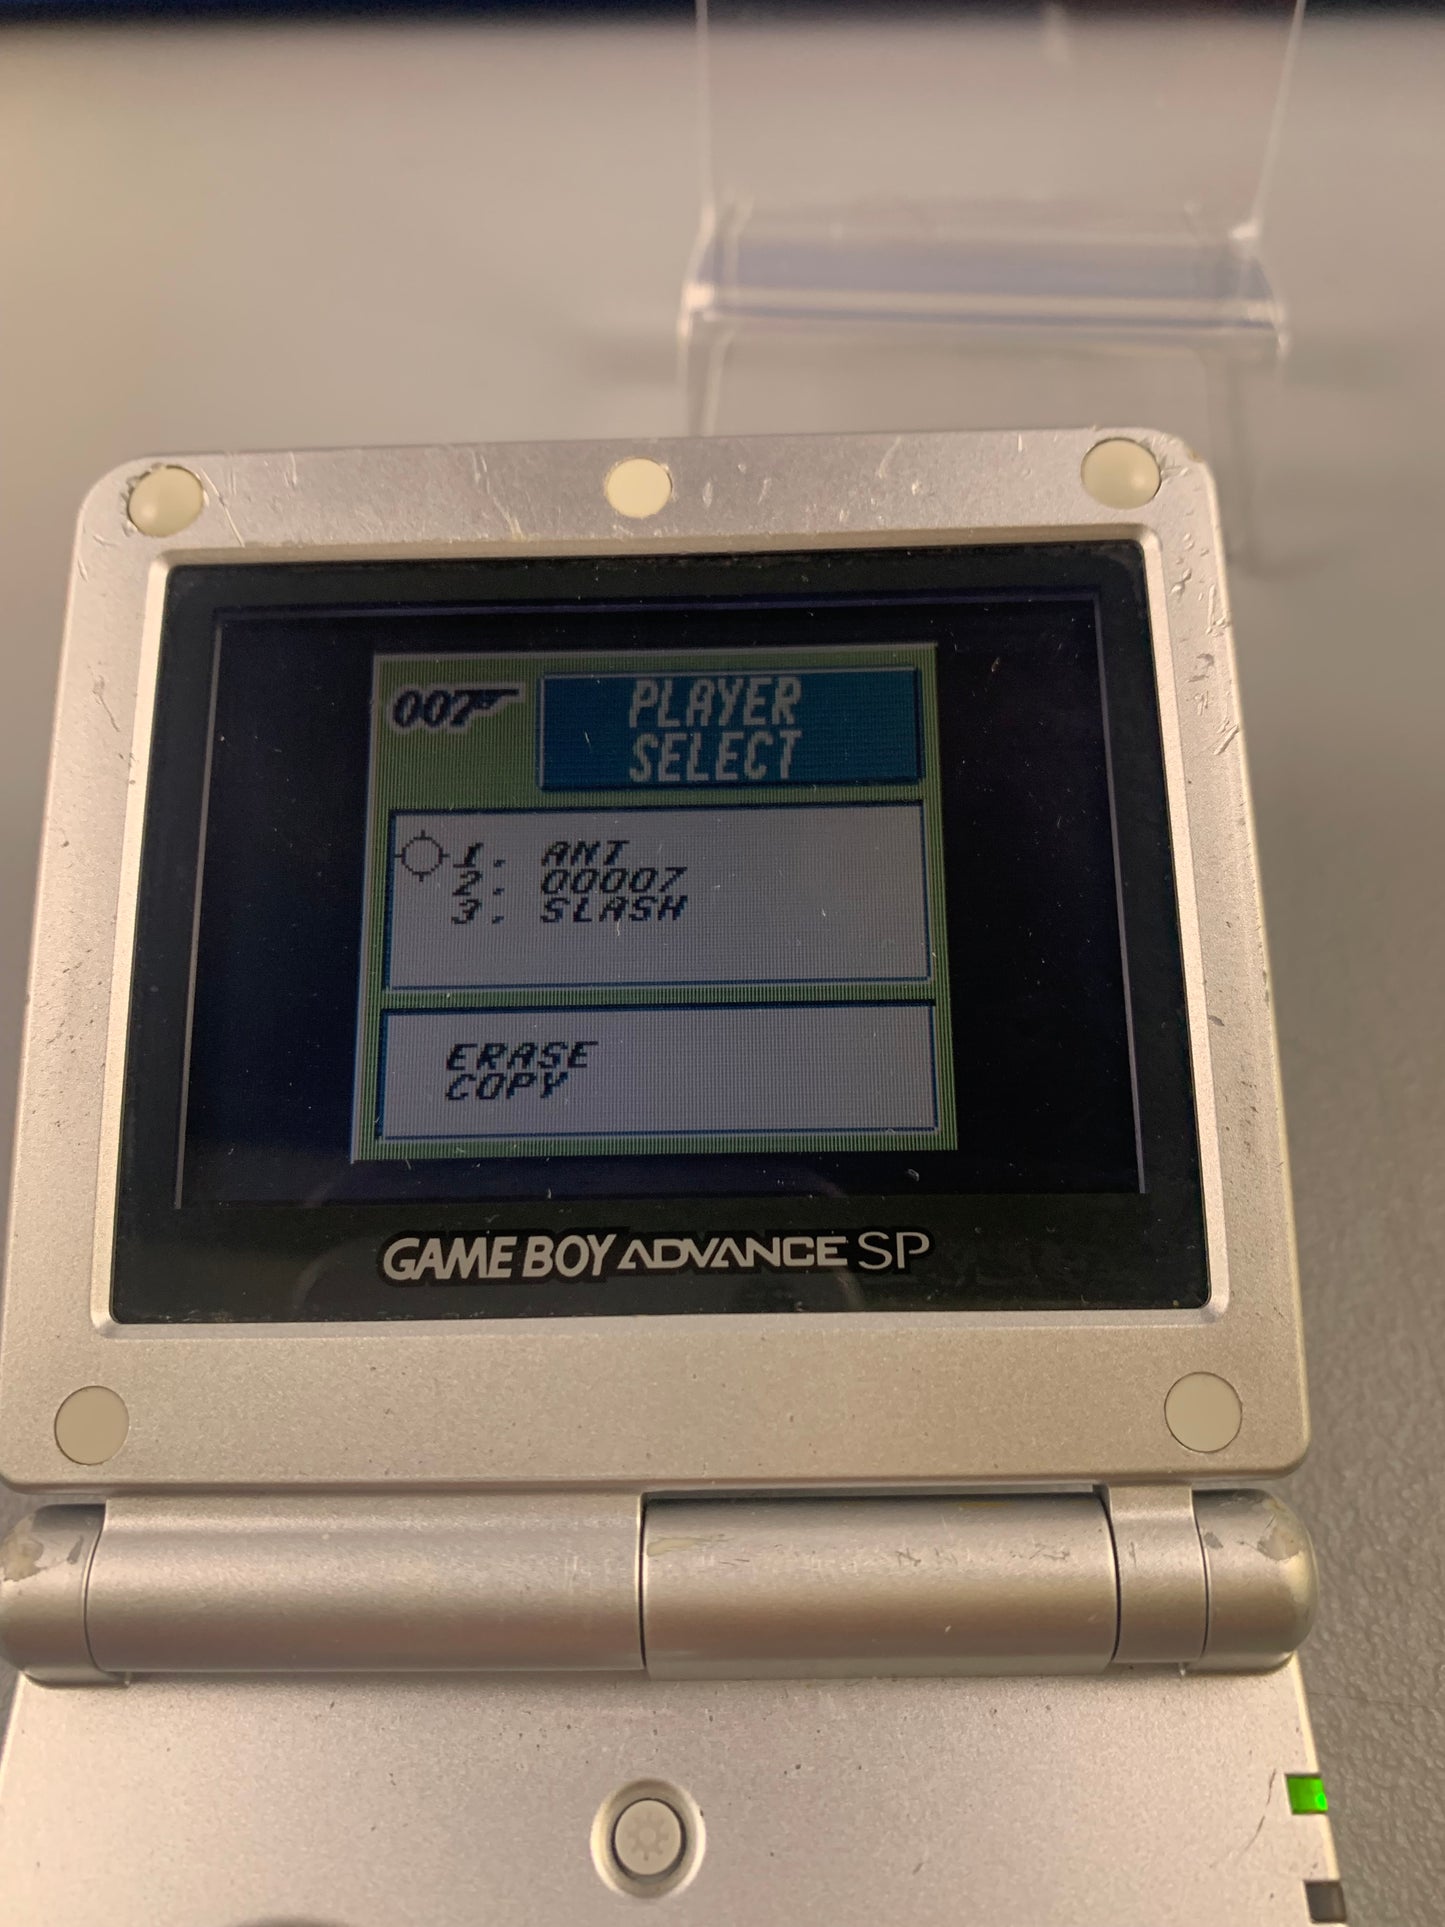 007
PLAYER
SELECT
1. ANT
2. 00007
3. SLASH
ERASE
COPY
GAME BOY ADVANCE SP